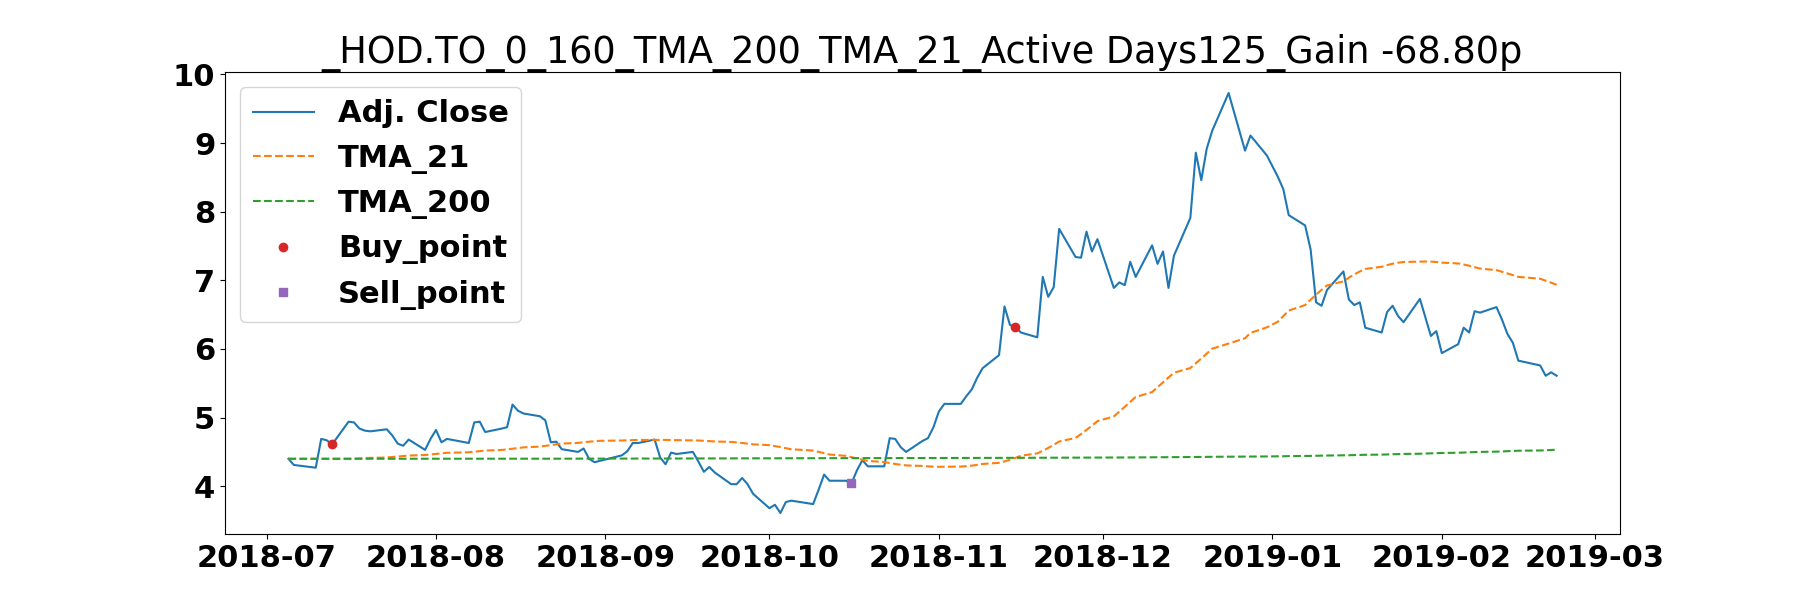 _HOD.TO_0_160_TMA_200_TMA_21_Active Days125_Gain -68.80p
10
9
8
7
6
5
4
Adj. Close
TMA_21
TMA_200
Buy_point
Sell_point
2018-07 2018-08 2018-09 2018-10 2018-11 2018-12 2019-01 2019-02 2019-03